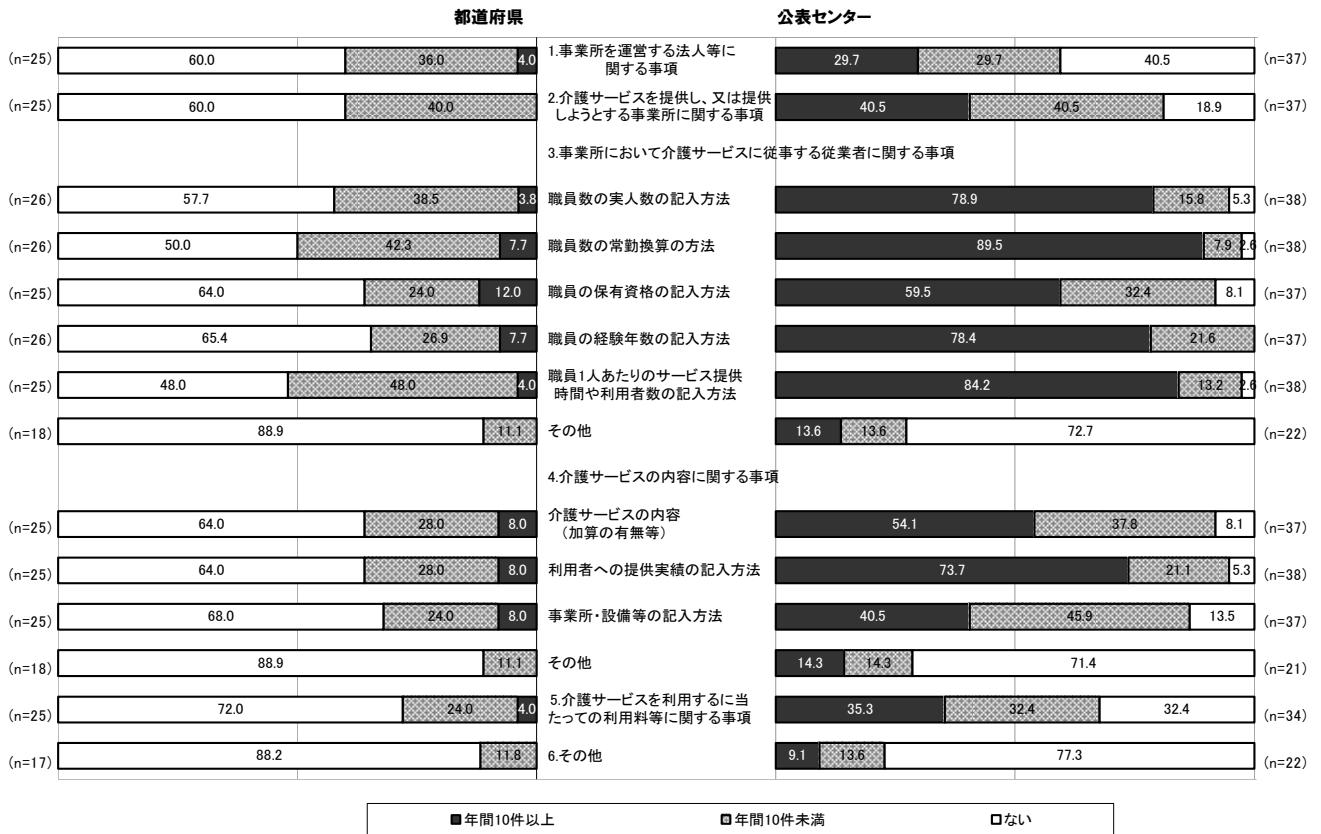 都道府県 公表センター
(n=25) 60.0 36.0 4.0 1.事業所を運営する法人等に 29.7 29.7 40.5 (n=37)
関する事項
(n=25) 60.0 40.0 2.介護サービスを提供し、又は提供 40.5 40.5 18.9 (n=37)
しようとする事業所に関する事項
3.事業所において介護サービスに従事する従業者に関する事項
(n=26) 57.7 38.5 3.8 職員数の実人数の記入方法 78.9 15.8 5.3 (n=38)
(n=26) 50.0 42.3 7.7 職員数の常勤換算の方法 89.5 7.9 2.6 (n=38)
(n=25) 64.0 24.0 12.0 職員の保有資格の記入方法 59.5 32.4 8.1 (n=37)
(n=26) 65.4 26.9 7.7 職員の経験年数の記入方法 78.4 21.6 (n=37)
(n=25) 48.0 48.0 4.0 職員1人あたりのサービス提供 84.2 13.2 2.6 (n=38)
時間や利用者数の記入方法
(n=18) 88.9 11.1 その他 13.6 13.6 72.7 (n=22)
4.介護サービスの内容に関する事項
(n=25) 64.0 28.0 8.0 介護サービスの内容 54.1 37.8 8.1 (n=37)
(加算の有無等)
(n=25) 64.0 28.0 8.0 利用者への提供実績の記入方法 73.7 21.1 5.3 (n=38)
(n=25) 68.0 24.0 8.0 事業所・設備等の記入方法 40.5 45.9 13.5 (n=37)
(n=18) 88.9 11.1 その他 14.3 14.3 71.4 (n=21)
(n=25) 72.0 24.0 4.0 5.介護サービスを利用するに当 35.3 32.4 32.4 (n=34)
たっての利用料等に関する事項
(n=17) 88.2 11.8 6.その他 9.1 13.6 77.3 (n=22)
年間10件以上 年間10件未満 ない